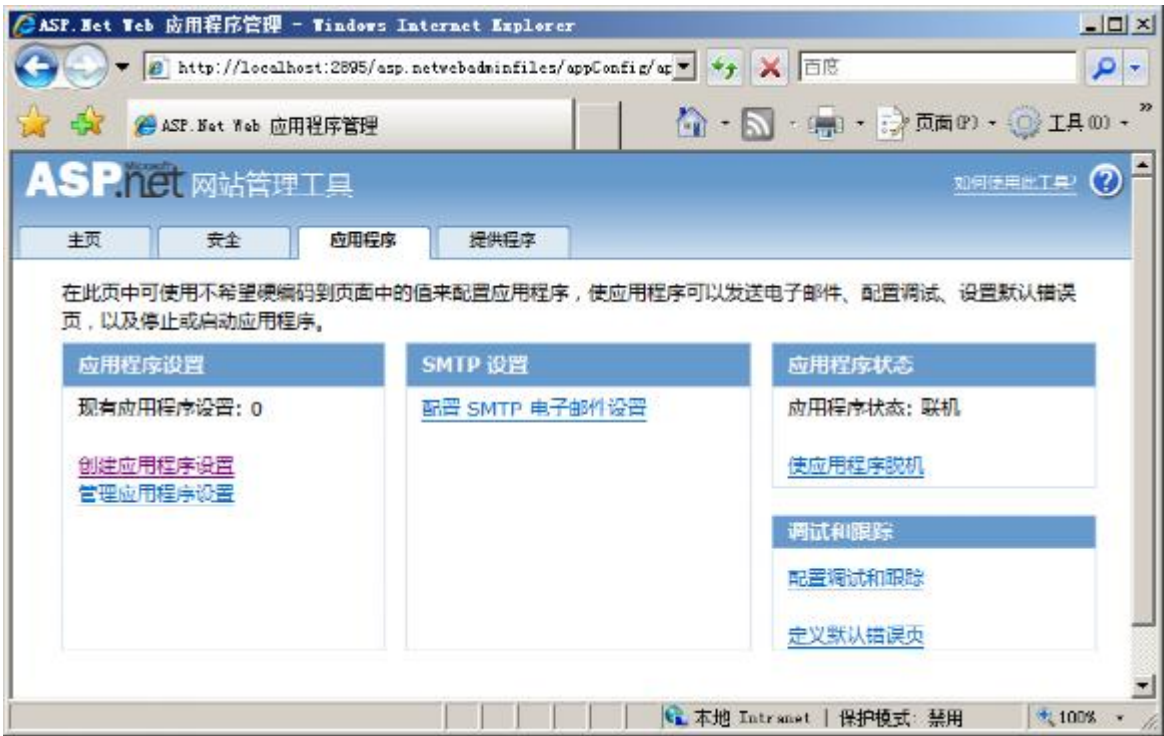 ASP.Net Web 应用程序管理 - Windows Internet Explorer
http://localhost:2895/asp.netwebadminfiles/appConfig/ap
百度
ASP.Net Web 应用程序管理
页面(P)
工具(O)
»
Microsoft
ASP.net 网站管理工具
如何使用此工具?
?
主页
安全
应用程序
提供程序
在此页中可使用不希望硬编码到页面中的值来配置应用程序，使应用程序可以发送电子邮件、配置调试、设置默认错误
页，以及停止或启动应用程序。
应用程序设置
现有应用程序设置: 0
创建应用程序设置
管理应用程序设置
SMTP 设置
配置 SMTP 电子邮件设置
应用程序状态
应用程序状态: 联机
使应用程序脱机
调试和跟踪
配置调试和跟踪
定义默认错误页
本地 Intranet | 保护模式: 禁用
100%